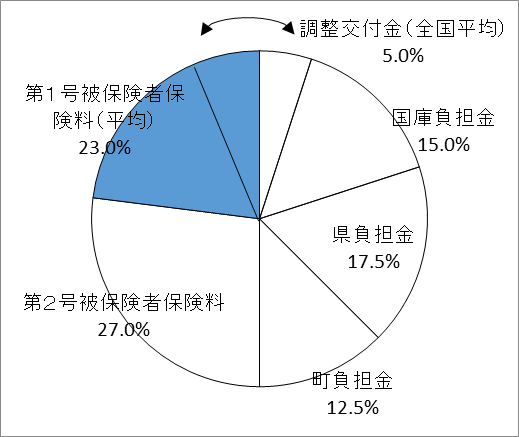 調整交付金（全国平均）
5.0%
国庫負担金
15.0%
県負担金
17.5%
町負担金
12.5%
第２号被保険者保険料
27.0%
第１号被保険者保
険料（平均）
23.0%